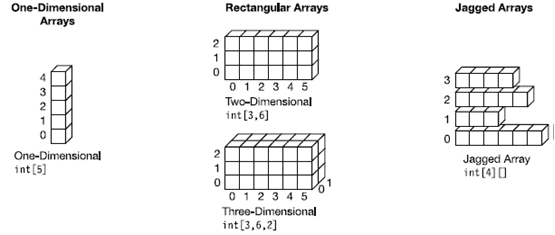 One-Dimensional
Arrays
4
3
2
1
0
One-Dimensional
int[5]
Rectangular Arrays
2
1
0
0 1 2 3 4 5
Two-Dimensional
int[3,6]
2
1
0
0 1 2 3 4 5
0
1
Three-Dimensional
int[3,6,2]
Jagged Arrays
3
2
1
0
Jagged Array
int[4][]